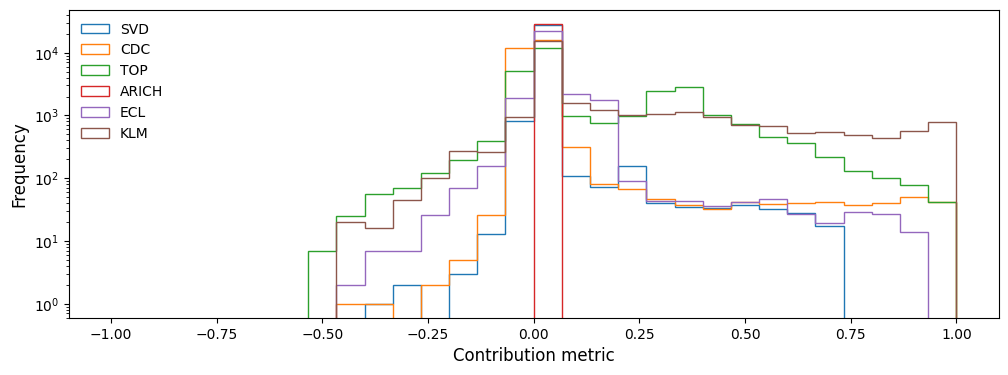 SVD
CDC
TOP
ARICH
ECL
KLM
Frequency
10⁴
10³
10²
10¹
10⁰
−1.00 −0.75 −0.50 −0.25 0.00 0.25 0.50 0.75 1.00
Contribution metric